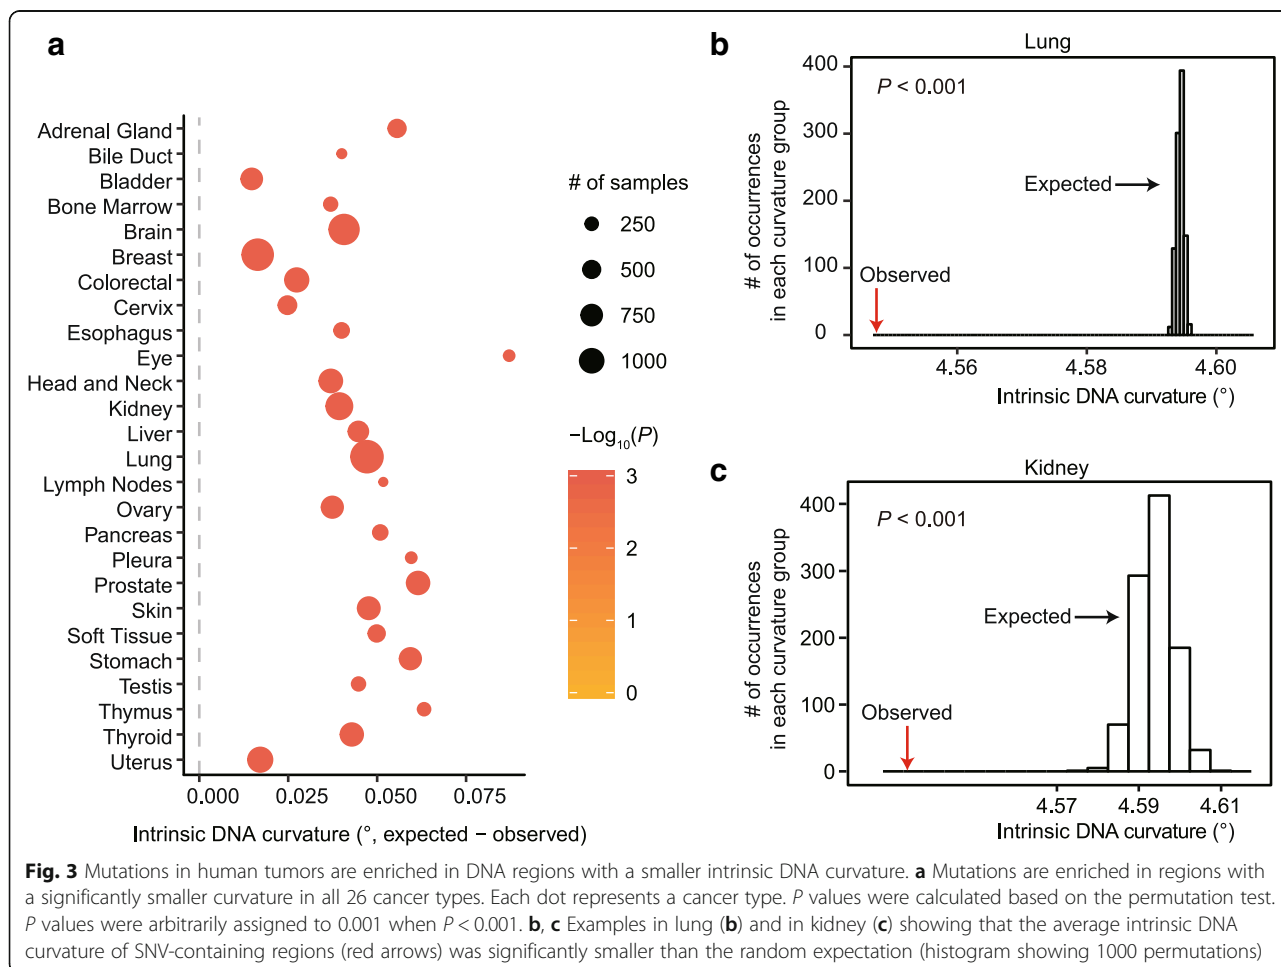 a
Adrenal Gland
Bile Duct
Bladder
Bone Marrow
Brain
Breast
Colorectal
Cervix
Esophagus
Eye
Head and Neck
Kidney
Liver
Lung
Lymph Nodes
Ovary
Pancreas
Pleura
Prostate
Skin
Soft Tissue
Stomach
Testis
Thymus
Thyroid
Uterus
0.000 0.025 0.050 0.075
Intrinsic DNA curvature (°, expected − observed)
# of samples
250
500
750
1000
−Log10(P)
3
2
1
0
b
Lung
P < 0.001
# of occurrences
in each curvature group
400
300
200
100
0
Expected
Observed
4.56 4.58 4.60
Intrinsic DNA curvature (°)
c
Kidney
P < 0.001
# of occurrences
in each curvature group
400
300
200
100
0
Expected
Observed
4.57 4.59 4.61
Intrinsic DNA curvature (°)
Fig. 3 Mutations in human tumors are enriched in DNA regions with a smaller intrinsic DNA curvature. a Mutations are enriched in regions with
a significantly smaller curvature in all 26 cancer types. Each dot represents a cancer type. P values were calculated based on the permutation test.
P values were arbitrarily assigned to 0.001 when P < 0.001. b, c Examples in lung (b) and in kidney (c) showing that the average intrinsic DNA
curvature of SNV-containing regions (red arrows) was significantly smaller than the random expectation (histogram showing 1000 permutations)